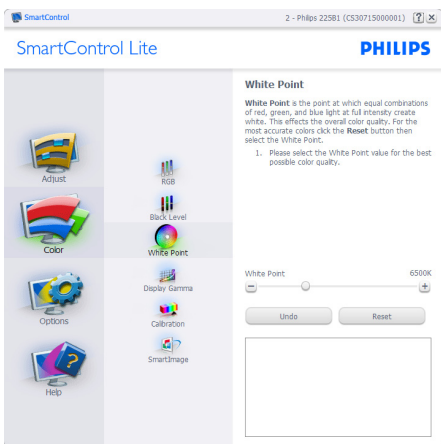 SmartControl
2 - Philips 225B1 (CS30715000001)
SmartControl Lite
PHILIPS
Adjust
Color
Options
Help
RGB
Black Level
White Point
Display Gamma
Calibration
SmartImage
White Point
White Point is the point at which equal combinations
of red, green, and blue light at full intensity create
white. This effects the overall color quality. For the
most accurate colors click the Reset button then
select the White Point.
1. Please select the White Point value for the best
possible color quality.
White Point 6500K
Undo Reset